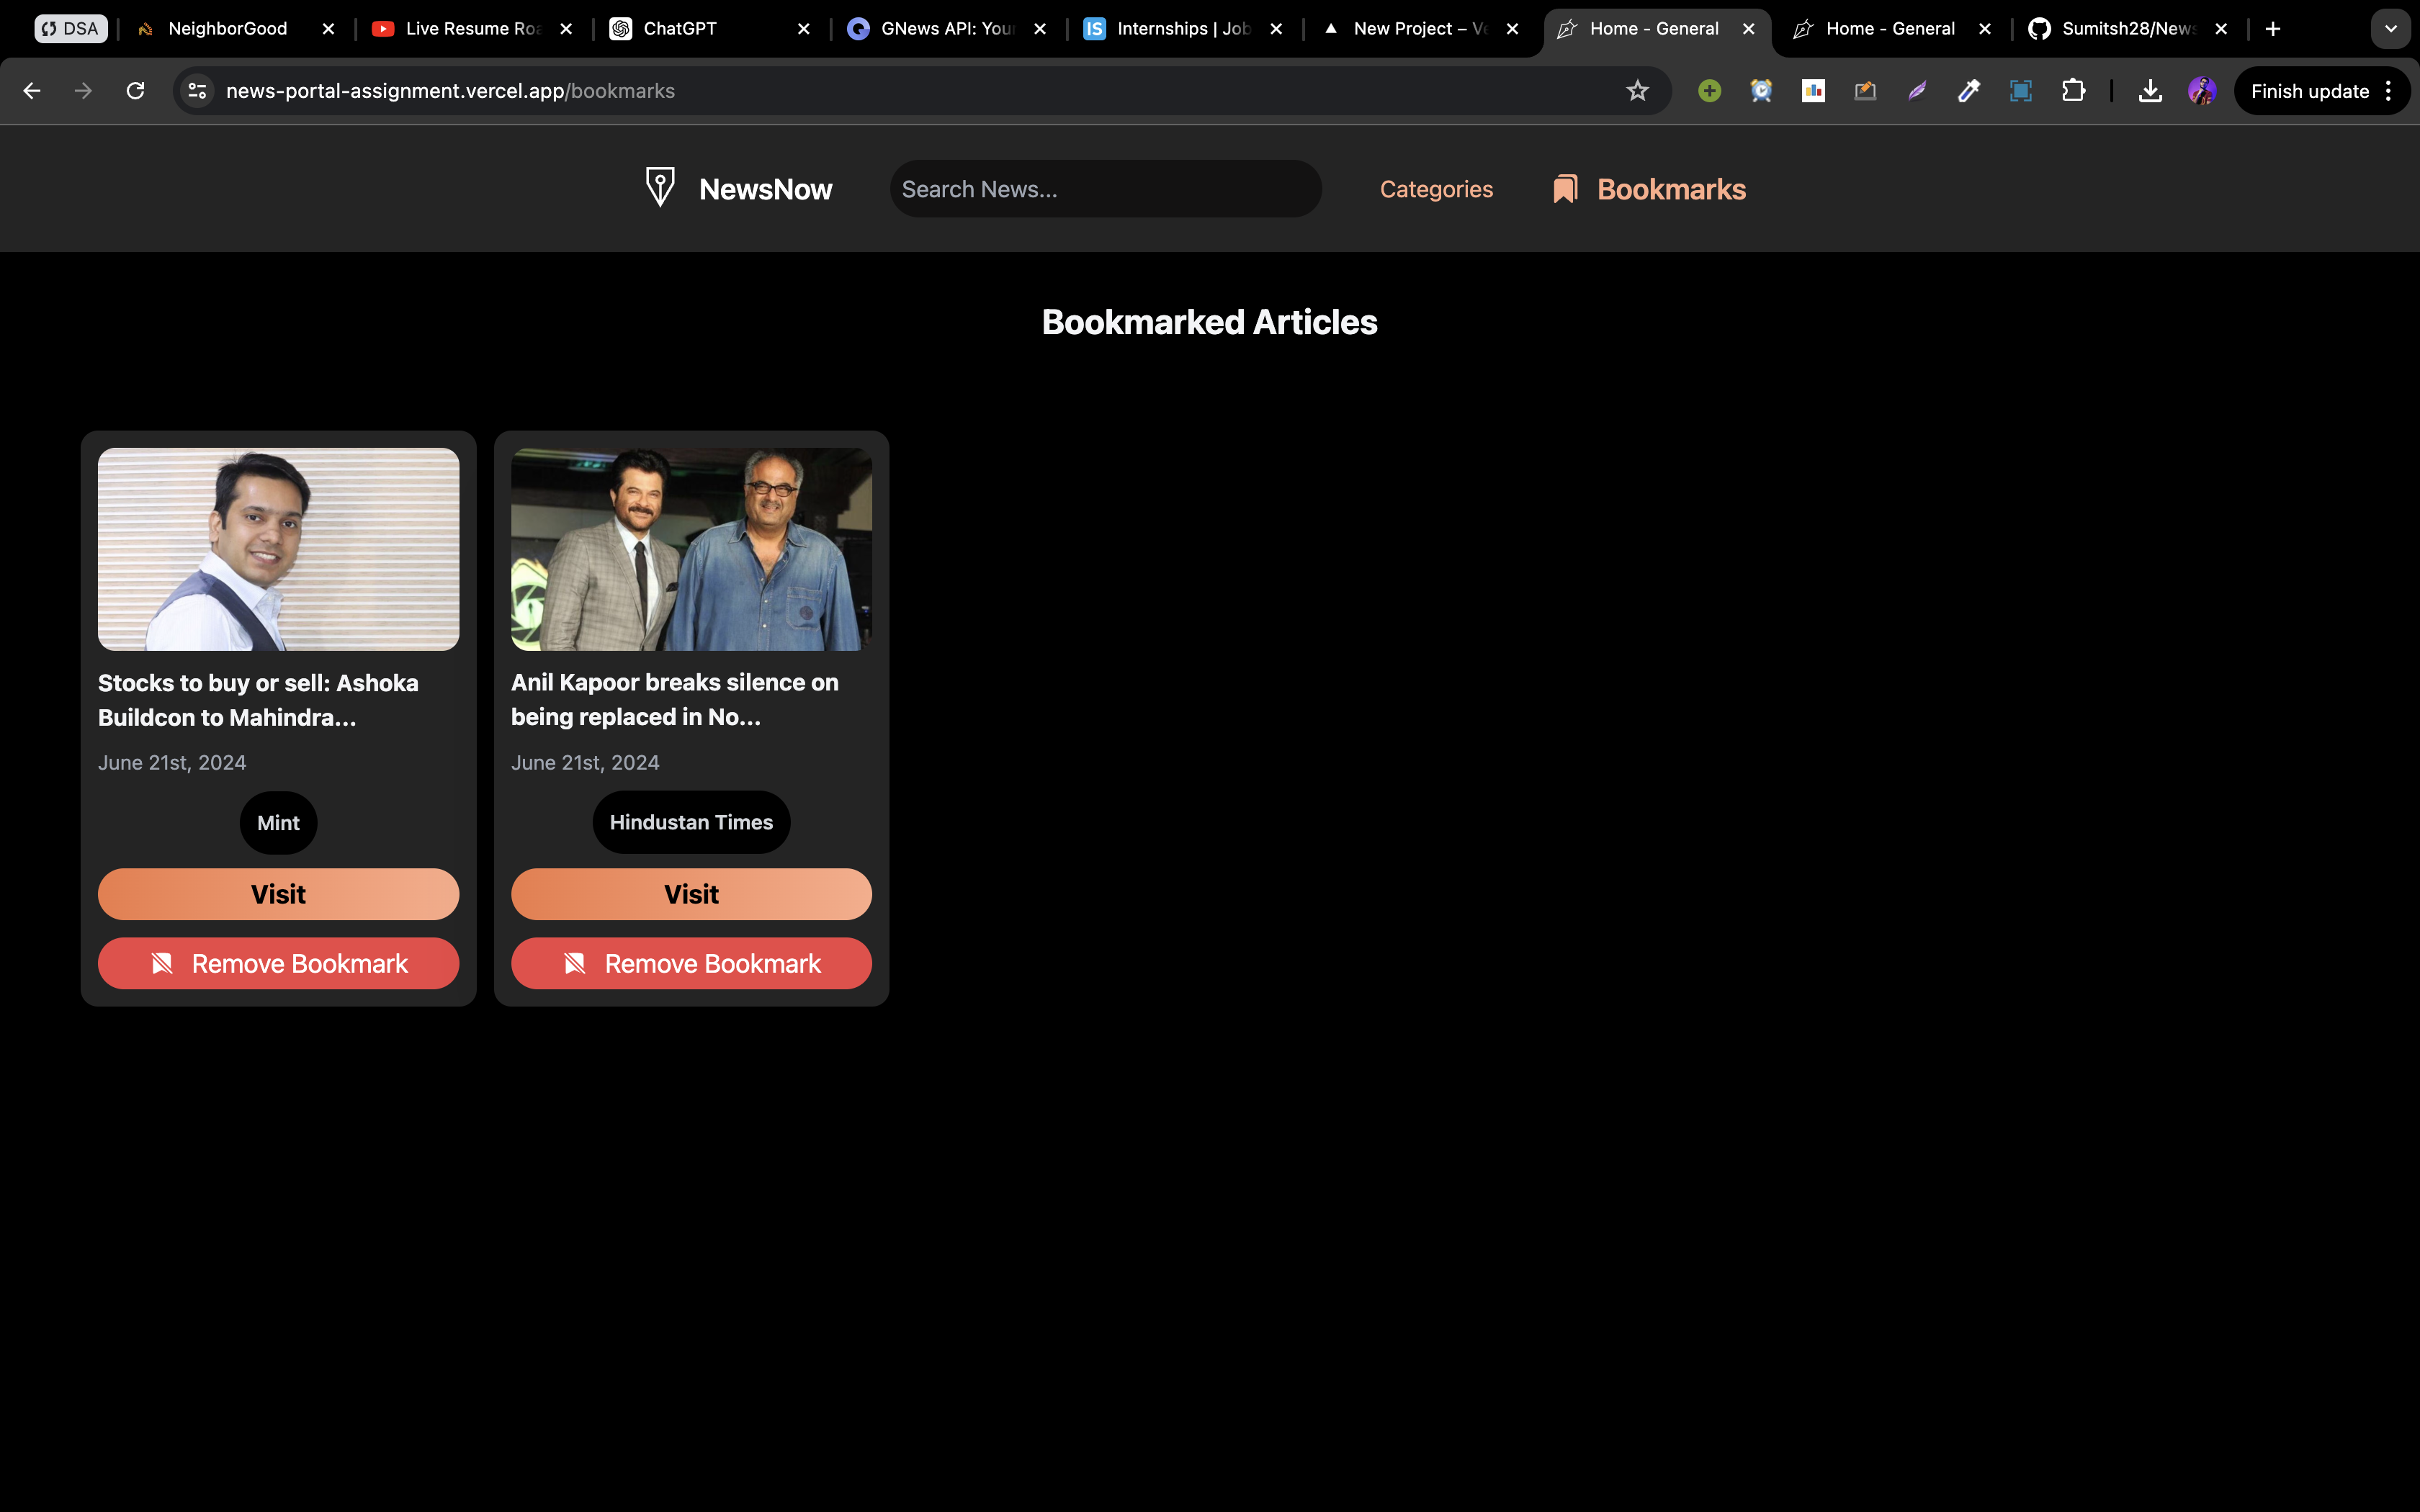 DSA
NeighborGood
Live Resume Roa
ChatGPT
GNews API: Your
Internships | Job
New Project – Ve
Home - General
Home - General
Sumitsh28/News
news-portal-assignment.vercel.app/bookmarks
Finish update
NewsNow
Search News...
Categories
Bookmarks
Bookmarked Articles
Stocks to buy or sell: Ashoka
Buildcon to Mahindra...
June 21st, 2024
Mint
Visit
Remove Bookmark
Anil Kapoor breaks silence on
being replaced in No...
June 21st, 2024
Hindustan Times
Visit
Remove Bookmark